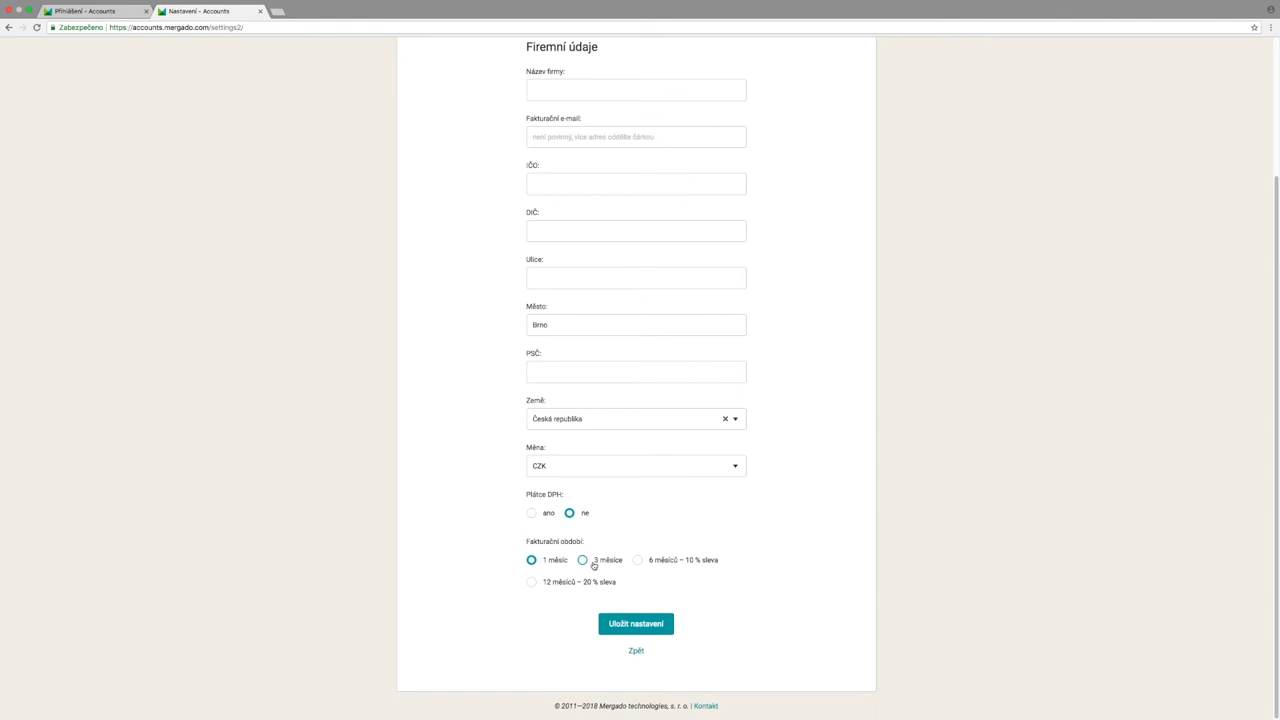 Přihlášení - Accounts
Nastavení - Accounts
Zabezpečeno | https://accounts.mergado.com/settings2/
Firemní údaje
Název firmy:
Fakturační e-mail:
není povinný, více adres oddělte čárkou
IČO:
DIČ:
Ulice:
Město:
Brno
PSČ:
Země:
Česká republika
Měna:
CZK
Plátce DPH:
ano ne
Fakturační období:
1 měsíc 3 měsíce 6 měsíců – 10 % sleva
12 měsíců – 20 % sleva
Uložit nastavení
Zpět
© 2011—2018 Mergado technologies, s. r. o. | Kontakt